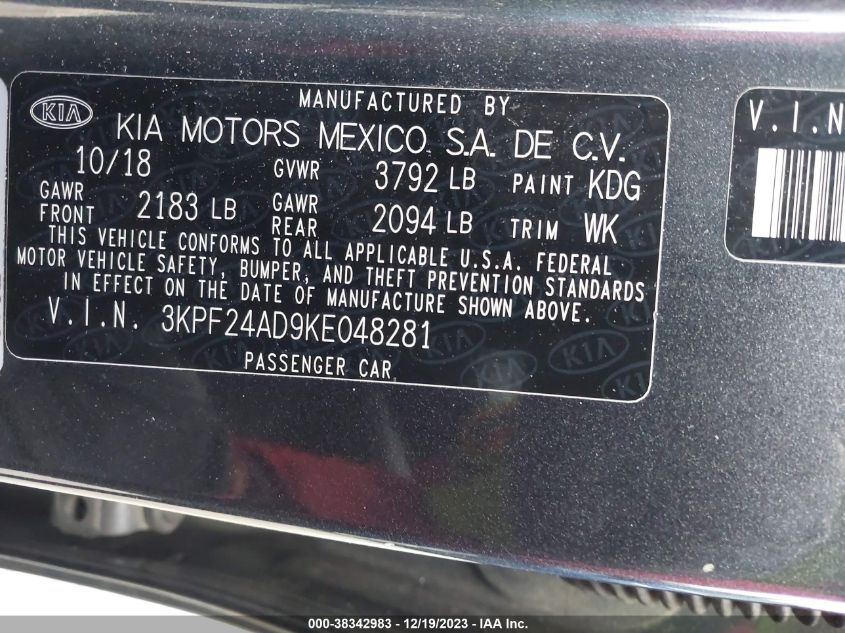 MANUFACTURED BY
KIA
KIA MOTORS MEXICO S.A. DE C.V.
10/18 GVWR 3792 LB PAINT KDG
GAWR FRONT 2183 LB GAWR REAR 2094 LB TRIM WK
THIS VEHICLE CONFORMS TO ALL APPLICABLE U.S.A. FEDERAL
MOTOR VEHICLE SAFETY, BUMPER, AND THEFT PREVENTION STANDARDS
IN EFFECT ON THE DATE OF MANUFACTURE SHOWN ABOVE.
V.I.N. 3KPF24AD9KE048281
PASSENGER CAR
V.I.N
000-38342983 - 12/19/2023 - IAA Inc.